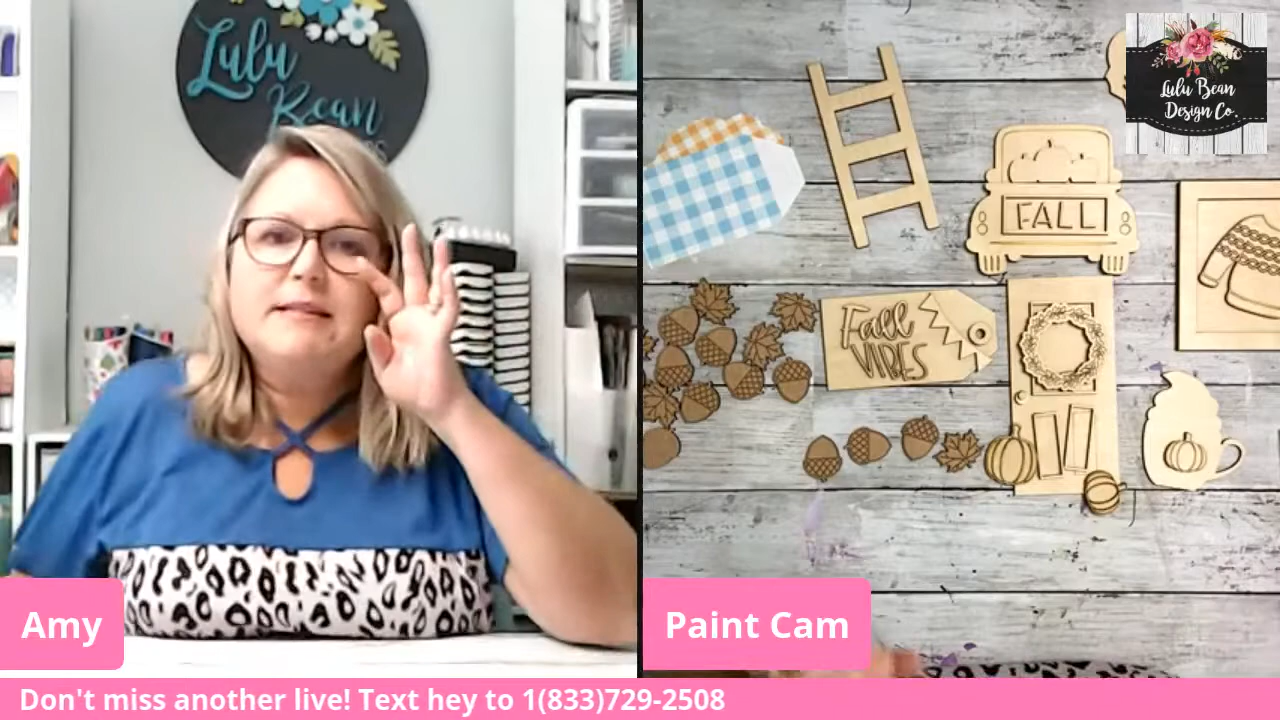 Lulu
Bean
Lulu Bean
Design Co.
FALL
Fall
VIBES
Amy
Paint Cam
Don't miss another live! Text hey to 1(833)729-2508